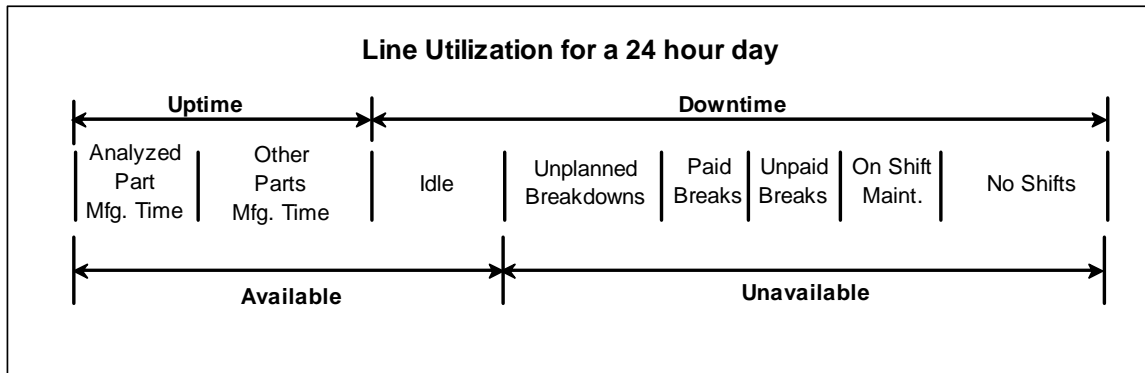 Line Utilization for a 24 hour day
Uptime
Downtime
Analyzed
Part
Mfg. Time
Other
Parts
Mfg. Time
Idle
Unplanned
Breakdowns
Paid
Breaks
Unpaid
Breaks
On Shift
Maint.
No Shifts
Available
Unavailable